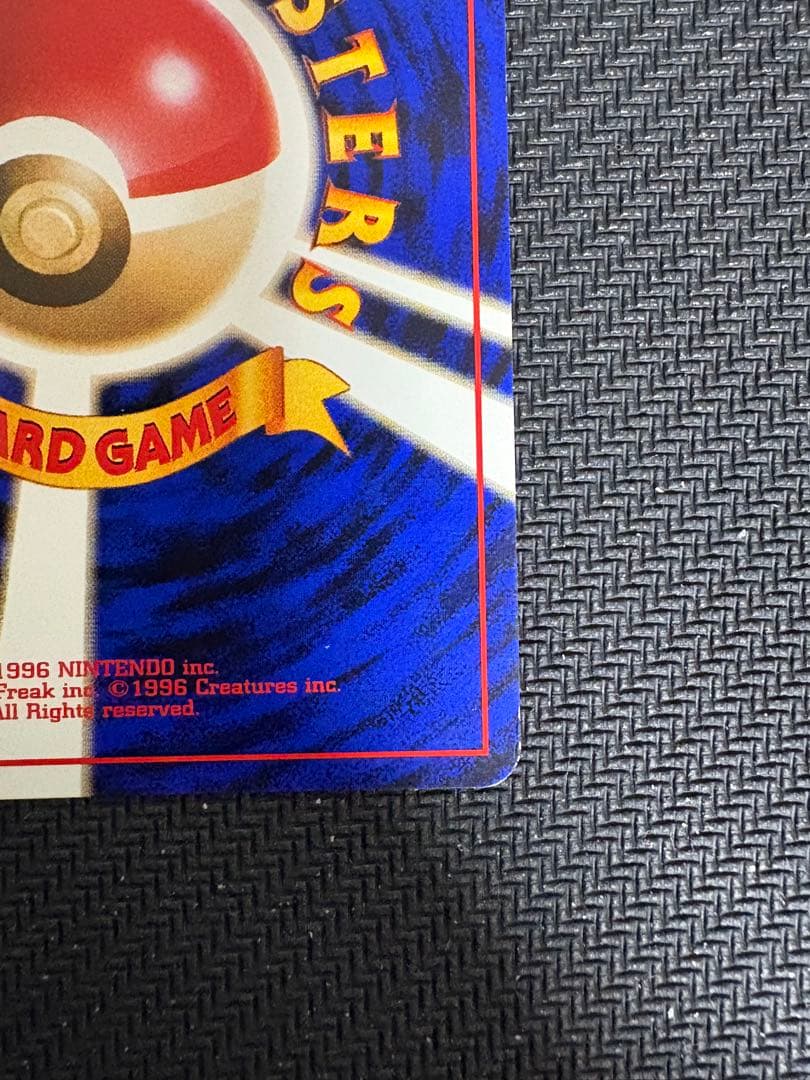 STERS
ARD GAME
1996 NINTENDO inc.
Freak inc. ©1996 Creatures inc.
All Rights reserved.